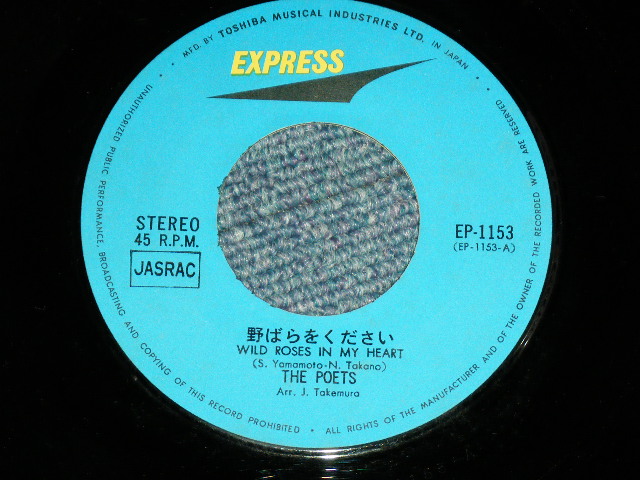 MFD. BY TOSHIBA MUSICAL INDUSTRIES LTD. IN JAPAN •
EXPRESS
STEREO
45 R.P.M.
JASRAC
EP-1153
(EP-1153-A)
野ばらをください
WILD ROSES IN MY HEART
(S. Yamamoto-N. Takano)
THE POETS
Arr. J. Takemura
UNAUTHORIZED PUBLIC PERFORMANCE, BROADCASTING AND COPYING OF THIS RECORD PROHIBITED • ALL RIGHTS OF THE MANUFACTURER AND OF THE OWNER OF THE RECORDED WORK ARE RESERVED